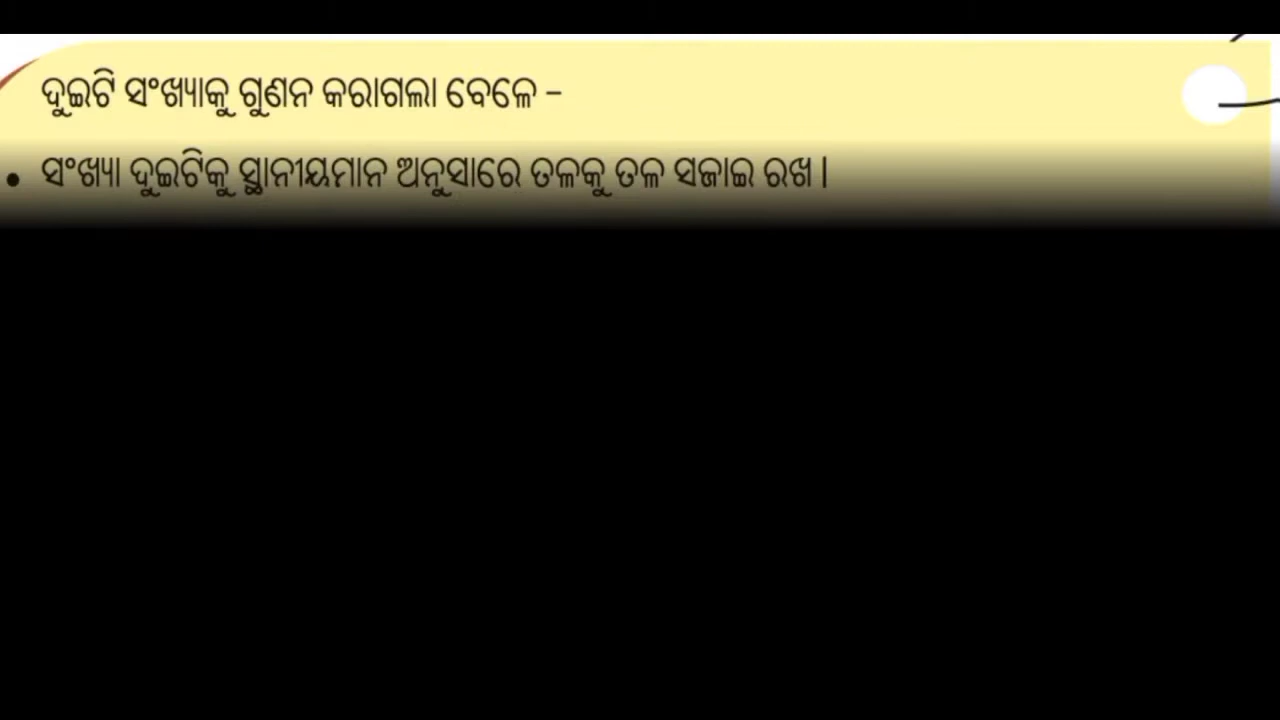 ଦୁଇଟି ସଂଖ୍ୟାକୁ ଗୁଣନ କରାଗଲା ବେଳେ –
• ସଂଖ୍ୟା ଦୁଇଟିକୁ ସ୍ଥାନୀୟମାନ ଅନୁସାରେ ତଳକୁ ତଳ ସଜାଇ ରଖ ।